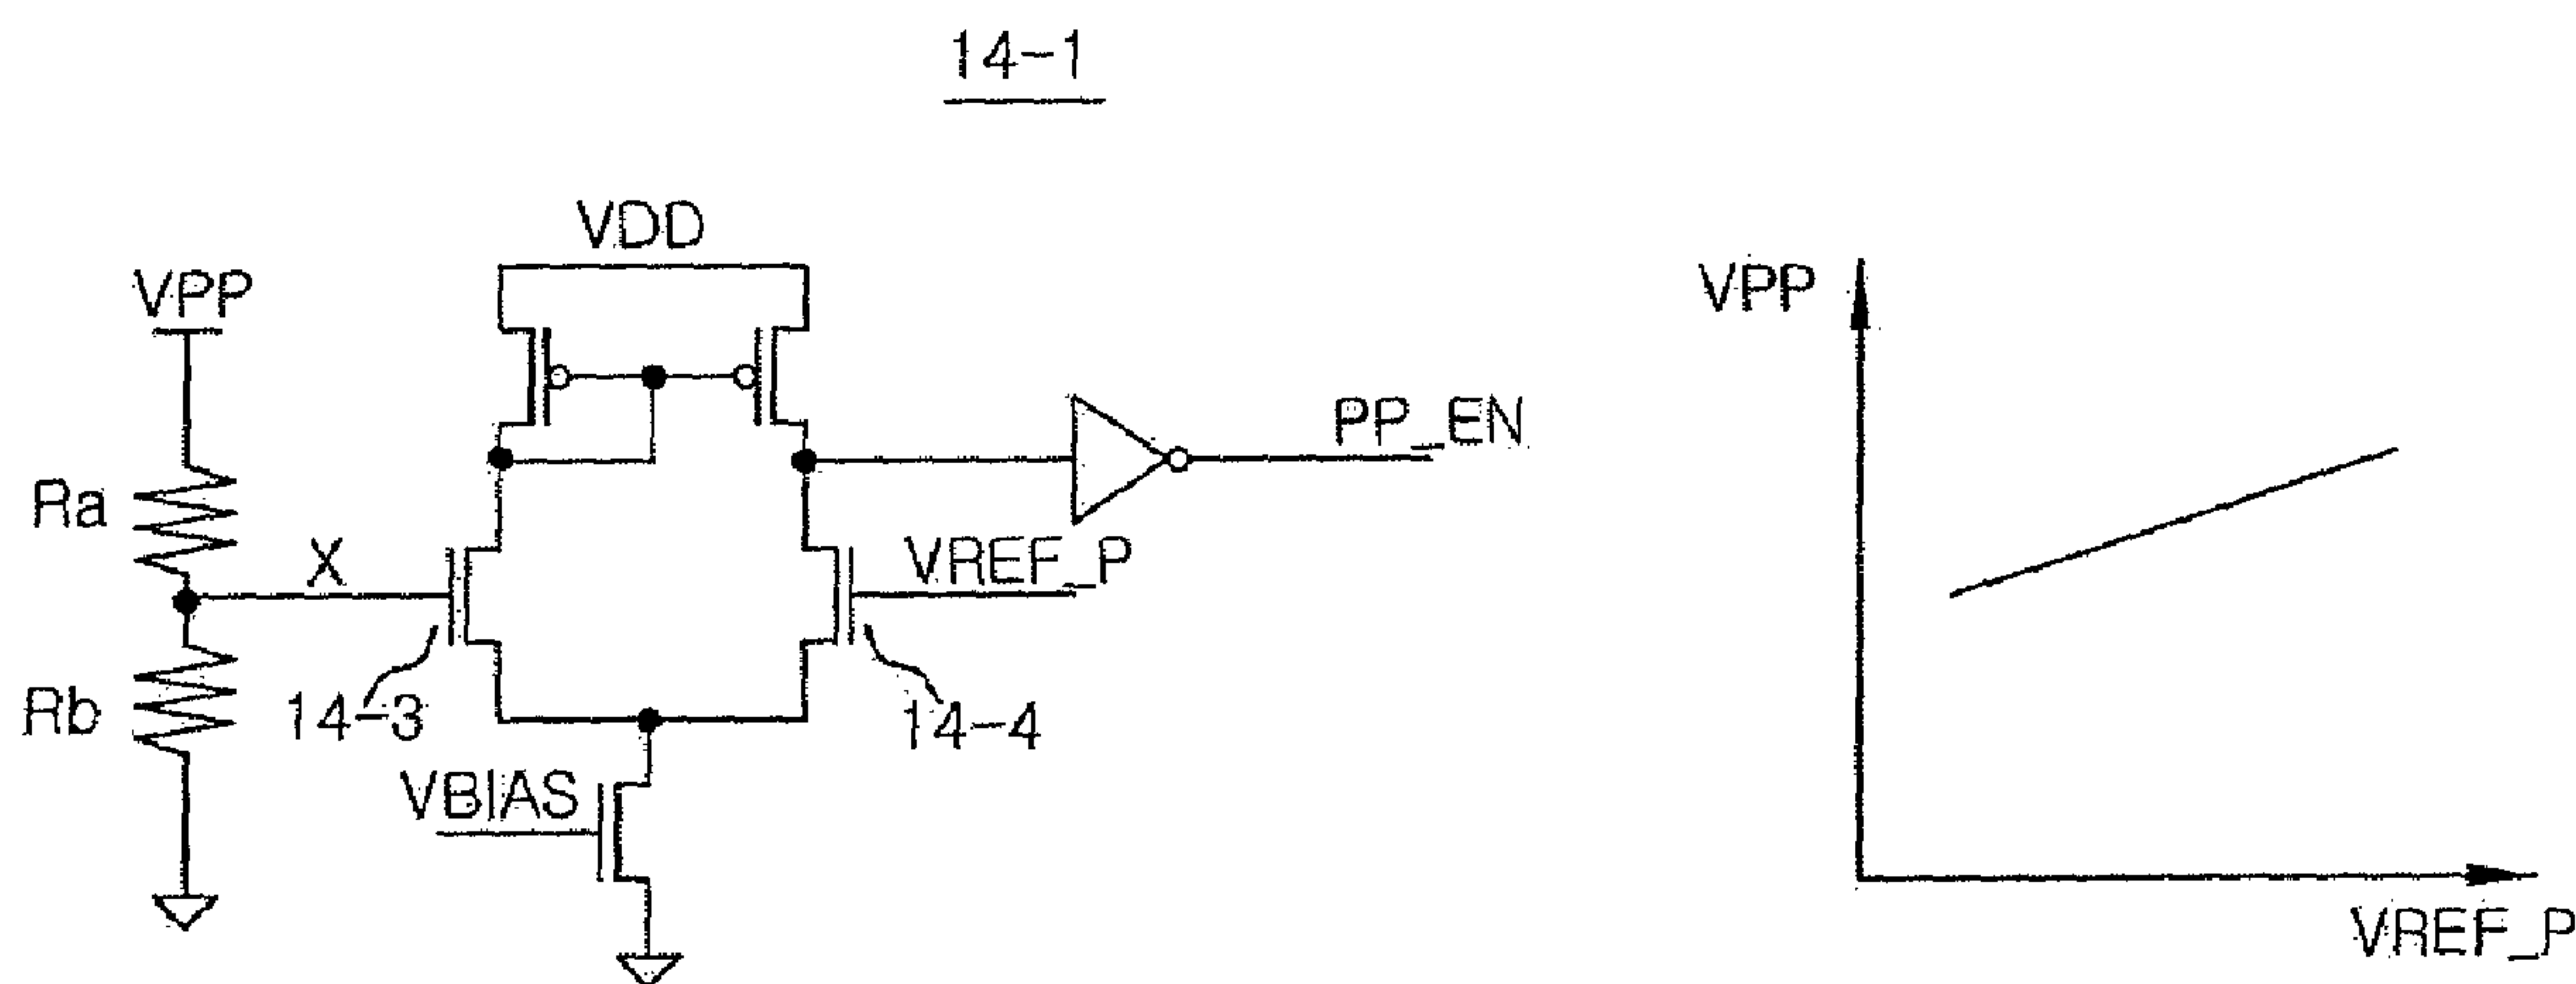 14-1
VDD
VPP
VPP
PP_EN
Ra
X
VREF_P
Rb
14-3
14-4
VBIAS
VREF_P